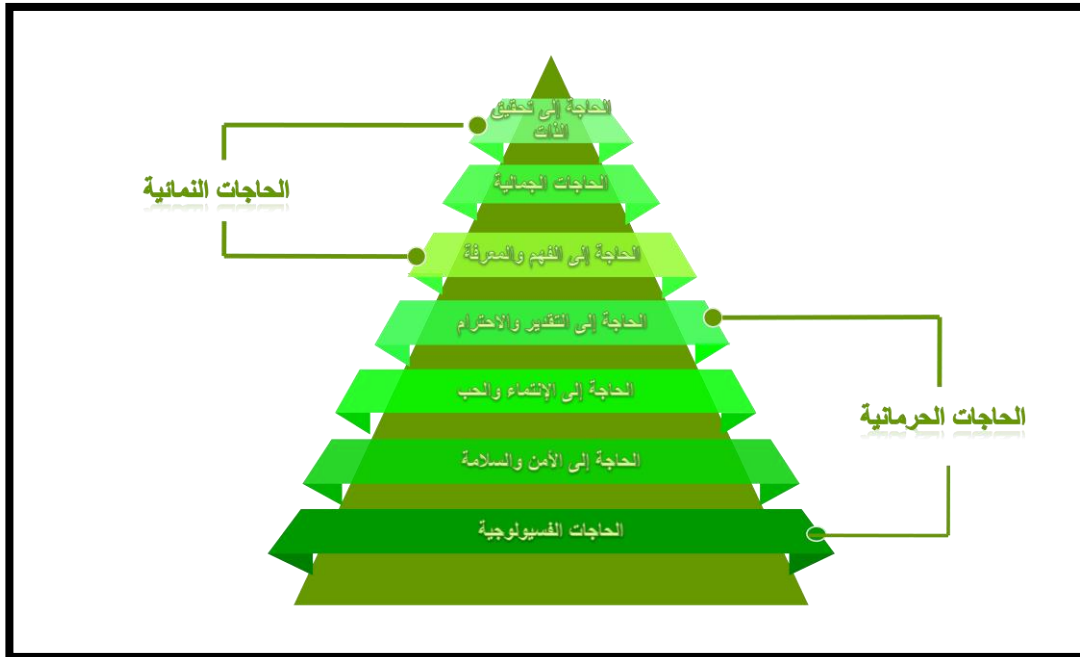 الحاجة إلى تحقيق
الذات
الحاجات الجمالية
الحاجات النمائية
الحاجة إلى الفهم والمعرفة
الحاجة إلى التقدير والاحترام
الحاجة إلى الإنتماء والحب
الحاجات الحرمانية
الحاجة إلى الأمن والسلامة
الحاجات الفسيولوجية